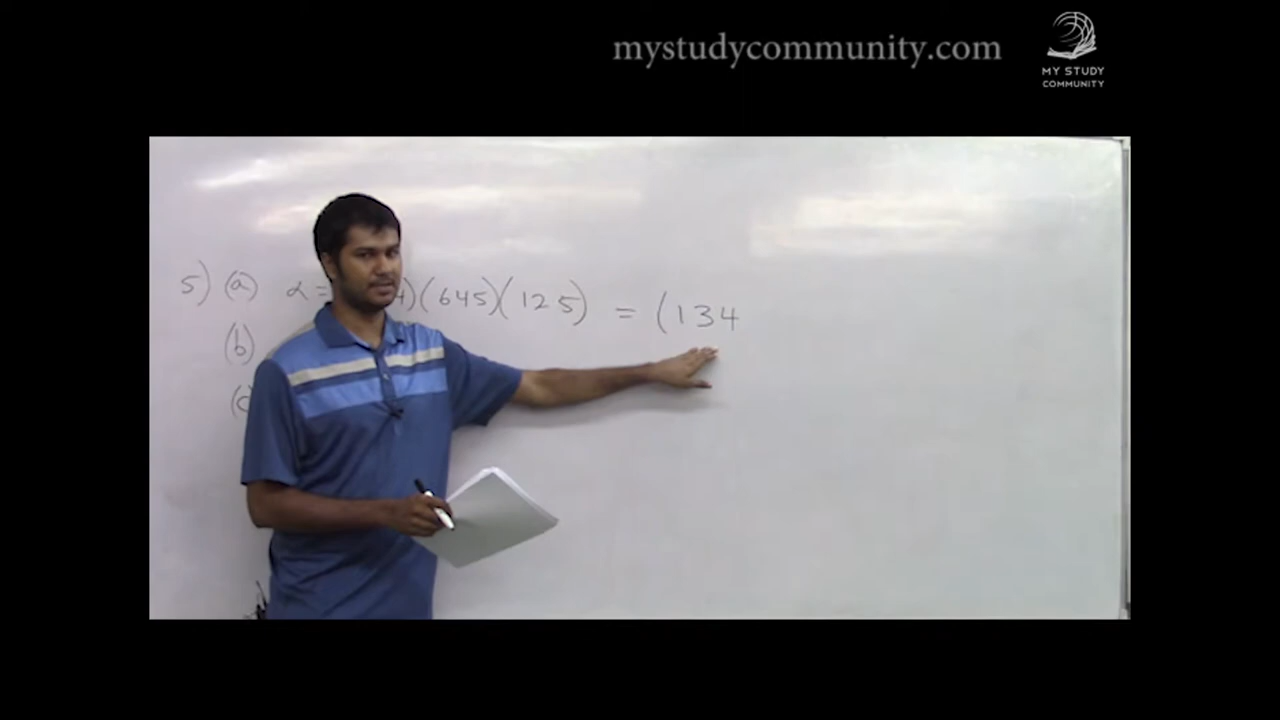 mystudycommunity.com
MY STUDY
COMMUNITY
5) (a) α = 4)(645)(125) = (134
(b)
(c)